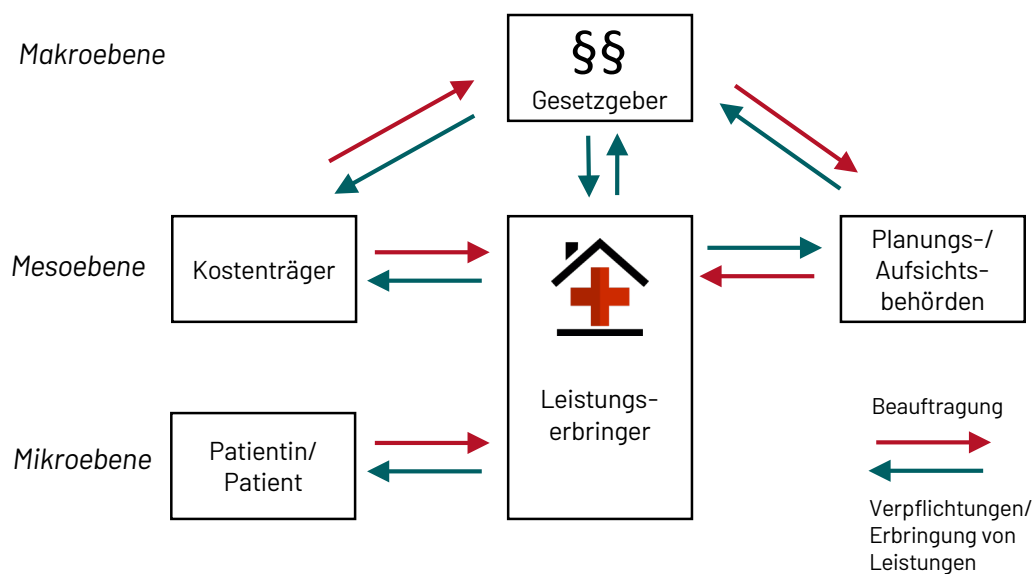 Makroebene
§§
Gesetzgeber
Mesoebene
Kostenträger
Planungs-/
Aufsichts-
behörden
Leistungs-
erbringer
Mikroebene
Patientin/
Patient
Beauftragung
Verpflichtungen/
Erbringung von
Leistungen